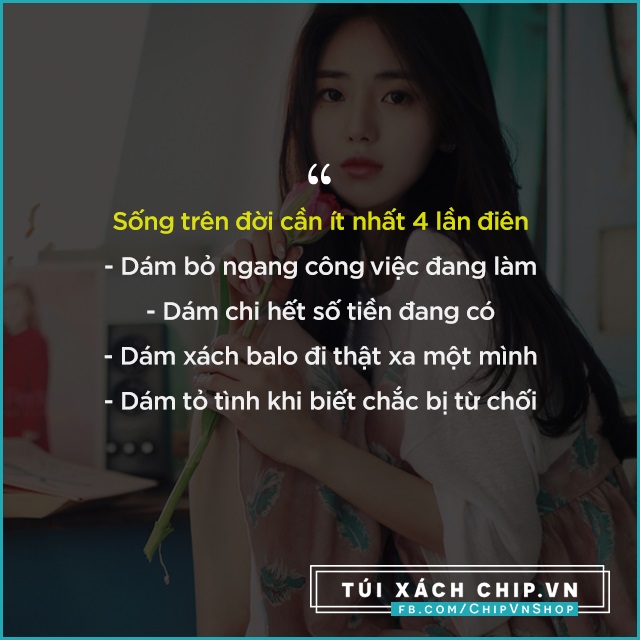 “
Sống trên đời cần ít nhất 4 lần điên
- Dám bỏ ngang công việc đang làm
- Dám chi hết số tiền đang có
- Dám xách balo đi thật xa một mình
- Dám tỏ tình khi biết chắc bị từ chối
TÚI XÁCH CHIP.VN
FB.COM/CHIPVNSHOP